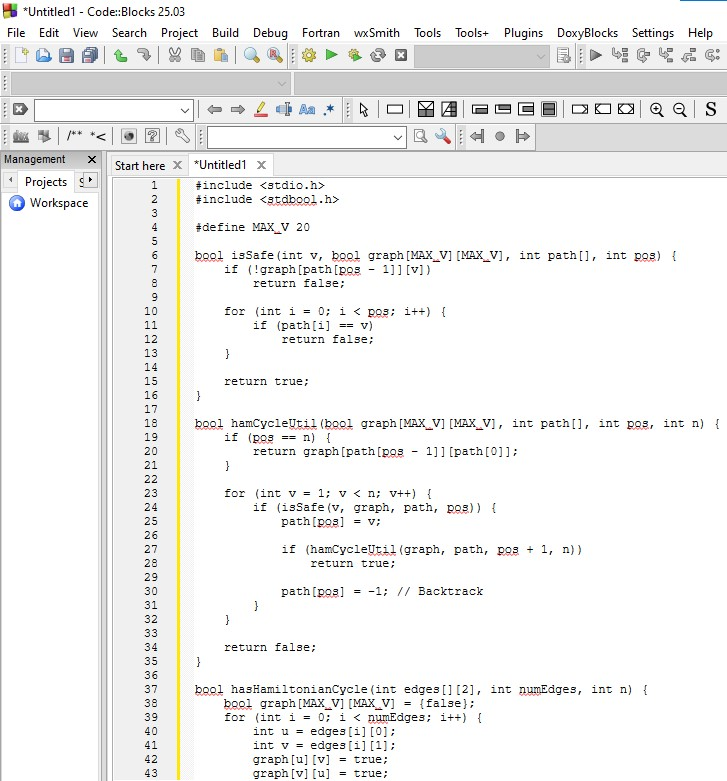 *Untitled1 - Code::Blocks 25.03
File Edit View Search Project Build Debug Fortran wxSmith Tools Tools+ Plugins DoxyBlocks Settings Help
Aa .* S
/** *<
Management X Start here X *Untitled1 X
Projects
Workspace
1 #include <stdio.h>
2 #include <stdbool.h>
3
4 #define MAX_V 20
5
6 bool isSafe(int v, bool graph[MAX_V][MAX_V], int path[], int pos) {
7 if (!graph[path[pos - 1]][v])
8 return false;
9
10 for (int i = 0; i < pos; i++) {
11 if (path[i] == v)
12 return false;
13 }
14
15 return true;
16 }
17
18 bool hamCycleUtil(bool graph[MAX_V][MAX_V], int path[], int pos, int n) {
19 if (pos == n) {
20 return graph[path[pos - 1]][path[0]];
21 }
22
23 for (int v = 1; v < n; v++) {
24 if (isSafe(v, graph, path, pos)) {
25 path[pos] = v;
26
27 if (hamCycleUtil(graph, path, pos + 1, n))
28 return true;
29
30 path[pos] = -1; // Backtrack
31 }
32 }
33
34 return false;
35 }
36
37 bool hasHamiltonianCycle(int edges[][2], int numEdges, int n) {
38 bool graph[MAX_V][MAX_V] = {false};
39 for (int i = 0; i < numEdges; i++) {
40 int u = edges[i][0];
41 int v = edges[i][1];
42 graph[u][v] = true;
43 graph[v][u] = true;